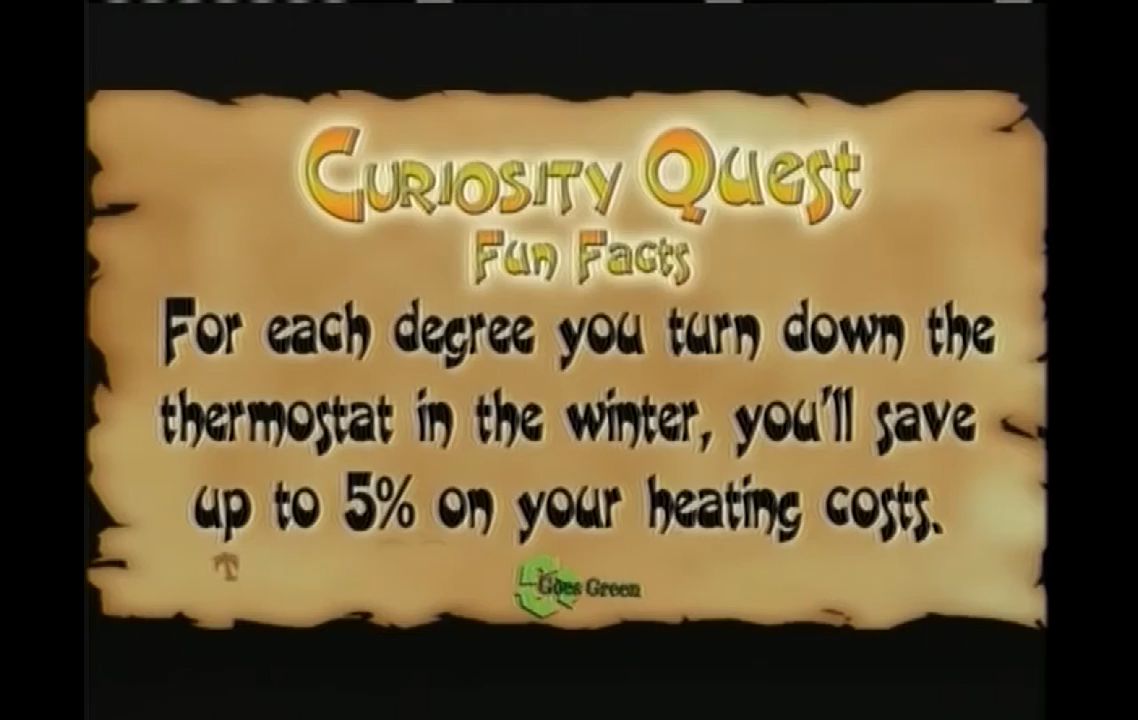 Curiosity Quest
Fun Facts
For each degree you turn down the
thermostat in the winter, you'll save
up to 5% on your heating costs.
Goes Green